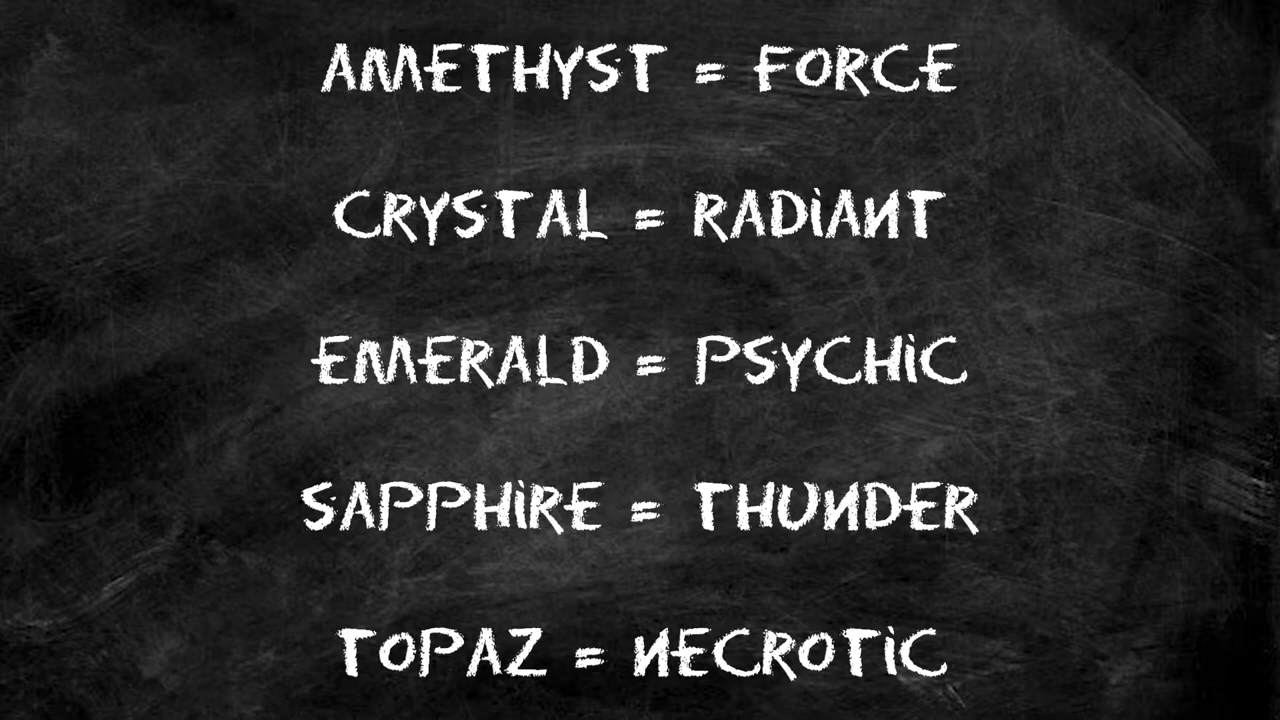 AMETHYST = FORCE
CRYSTAL = RADiANT
EMERALD = PSYCHiC
SAPPHiRE = THUNDER
TOPAZ = NECROTiC